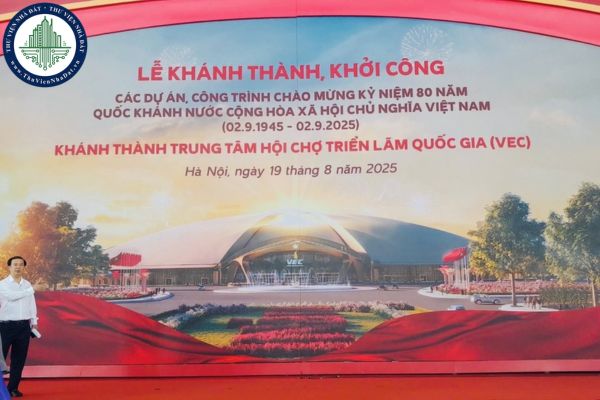 THƯ VIỆN NHÀ ĐẤT
www.ThuVienNhaDat.vn
LỄ KHÁNH THÀNH, KHỞI CÔNG
CÁC DỰ ÁN, CÔNG TRÌNH CHÀO MỪNG KỶ NIỆM 80 NĂM
QUỐC KHÁNH NƯỚC CỘNG HÒA XÃ HỘI CHỦ NGHĨA VIỆT NAM
(02.9.1945 - 02.9.2025)
KHÁNH THÀNH TRUNG TÂM HỘI CHỢ TRIỂN LÃM QUỐC GIA (VEC)
Hà Nội, ngày 19 tháng 8 năm 2025
VEC